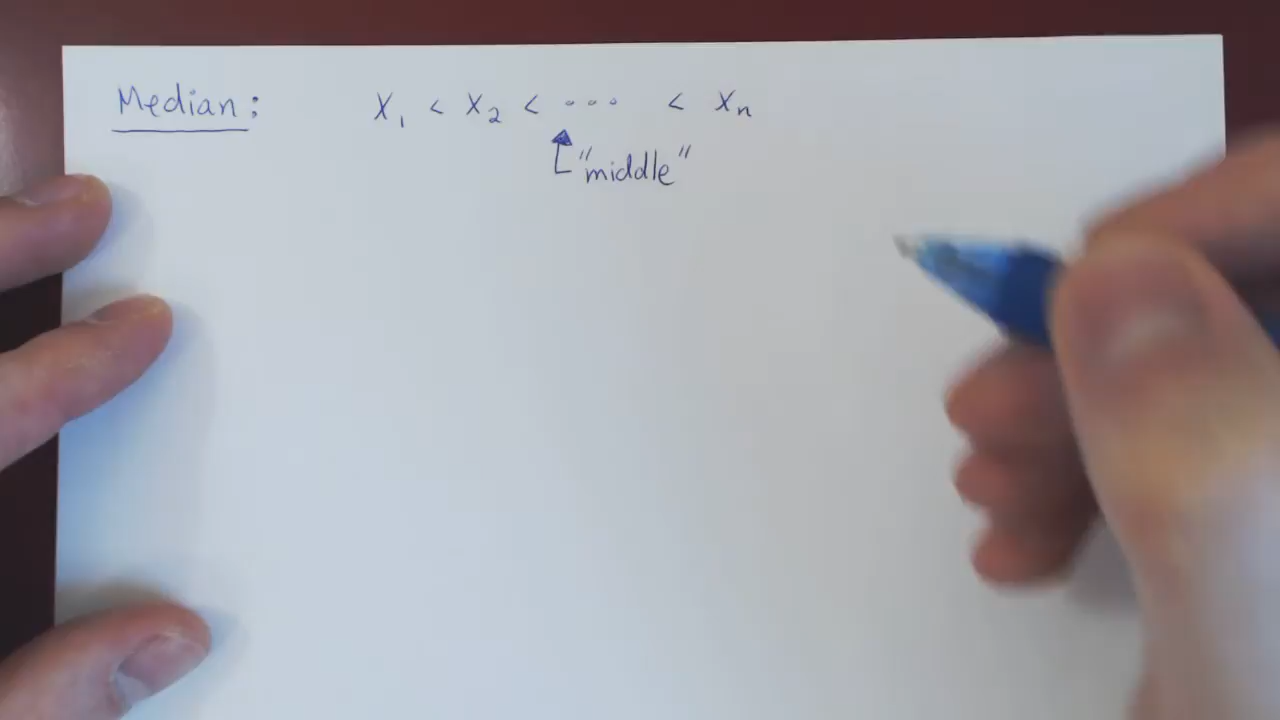 Median: X₁ < X₂ < ∘∘∘ < Xₙ
"middle"